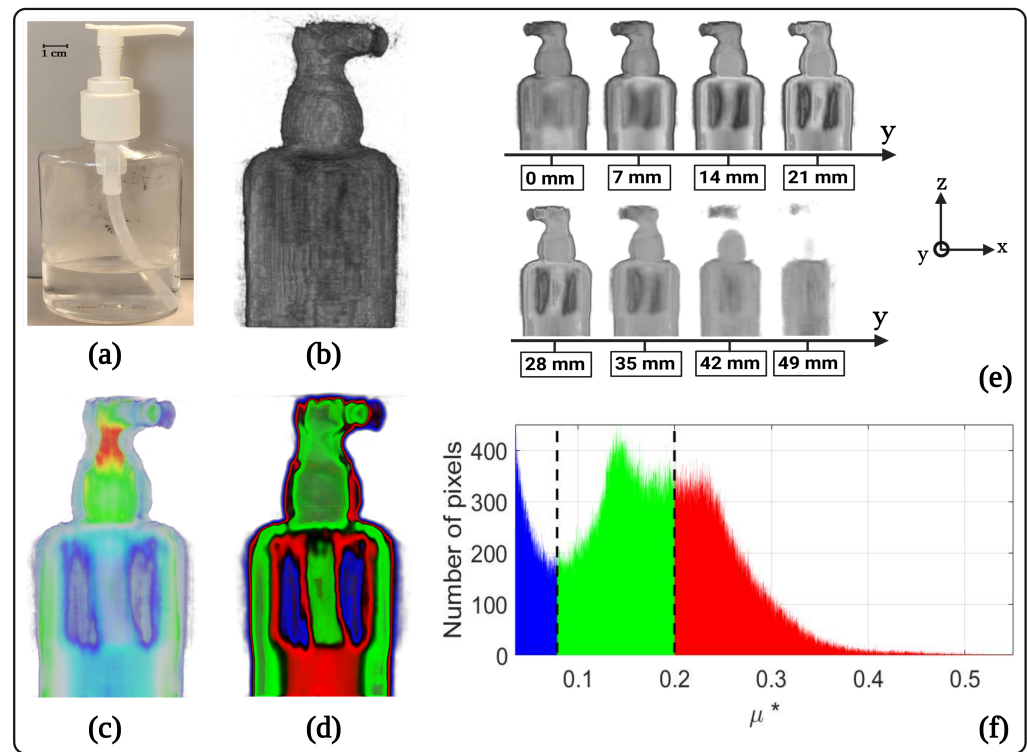 1 cm
(a)
(b)
y
0 mm
7 mm
14 mm
21 mm
z
x
y
y
28 mm
35 mm
42 mm
49 mm
(e)
(c)
(d)
Number of pixels
400
300
200
100
0
0.1
0.2
0.3
0.4
0.5
μ *
(f)